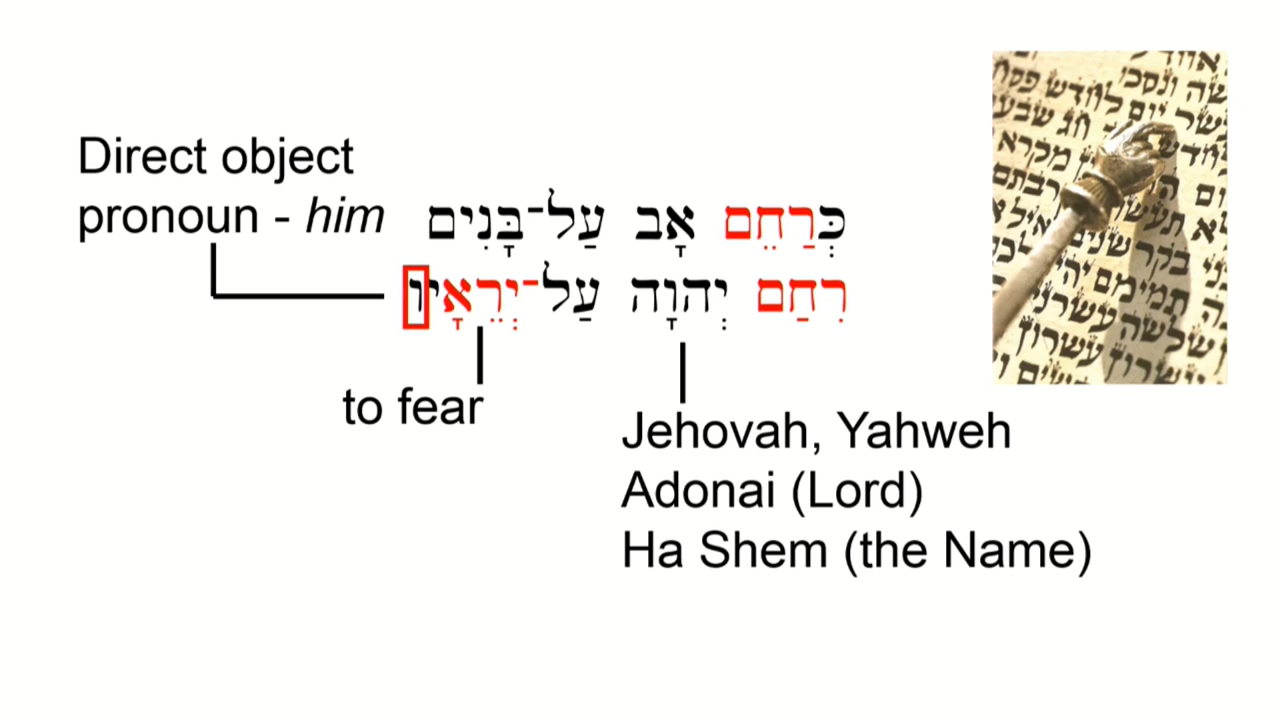 Direct object
pronoun - him
כְּרַחֵם אָב עַל־בָּנִים
רִחַם יְהוָה עַל־יְרֵאָיו
to fear
Jehovah, Yahweh
Adonai (Lord)
Ha Shem (the Name)